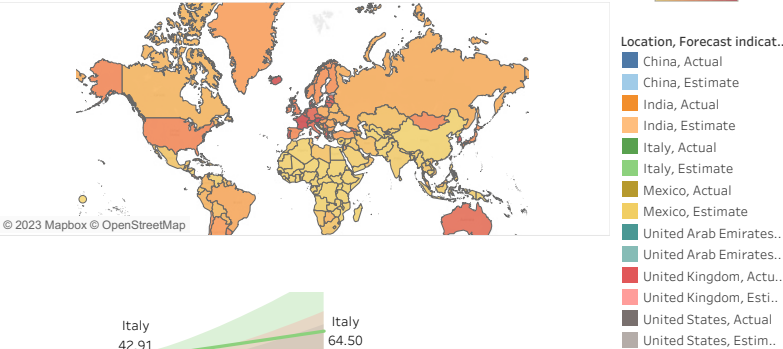 Location, Forecast indicat..
China, Actual
China, Estimate
India, Actual
India, Estimate
Italy, Actual
Italy, Estimate
Mexico, Actual
Mexico, Estimate
United Arab Emirates..
United Arab Emirates..
United Kingdom, Actu..
United Kingdom, Esti..
United States, Actual
United States, Estim..
© 2023 Mapbox © OpenStreetMap
Italy
42.91
Italy
64.50